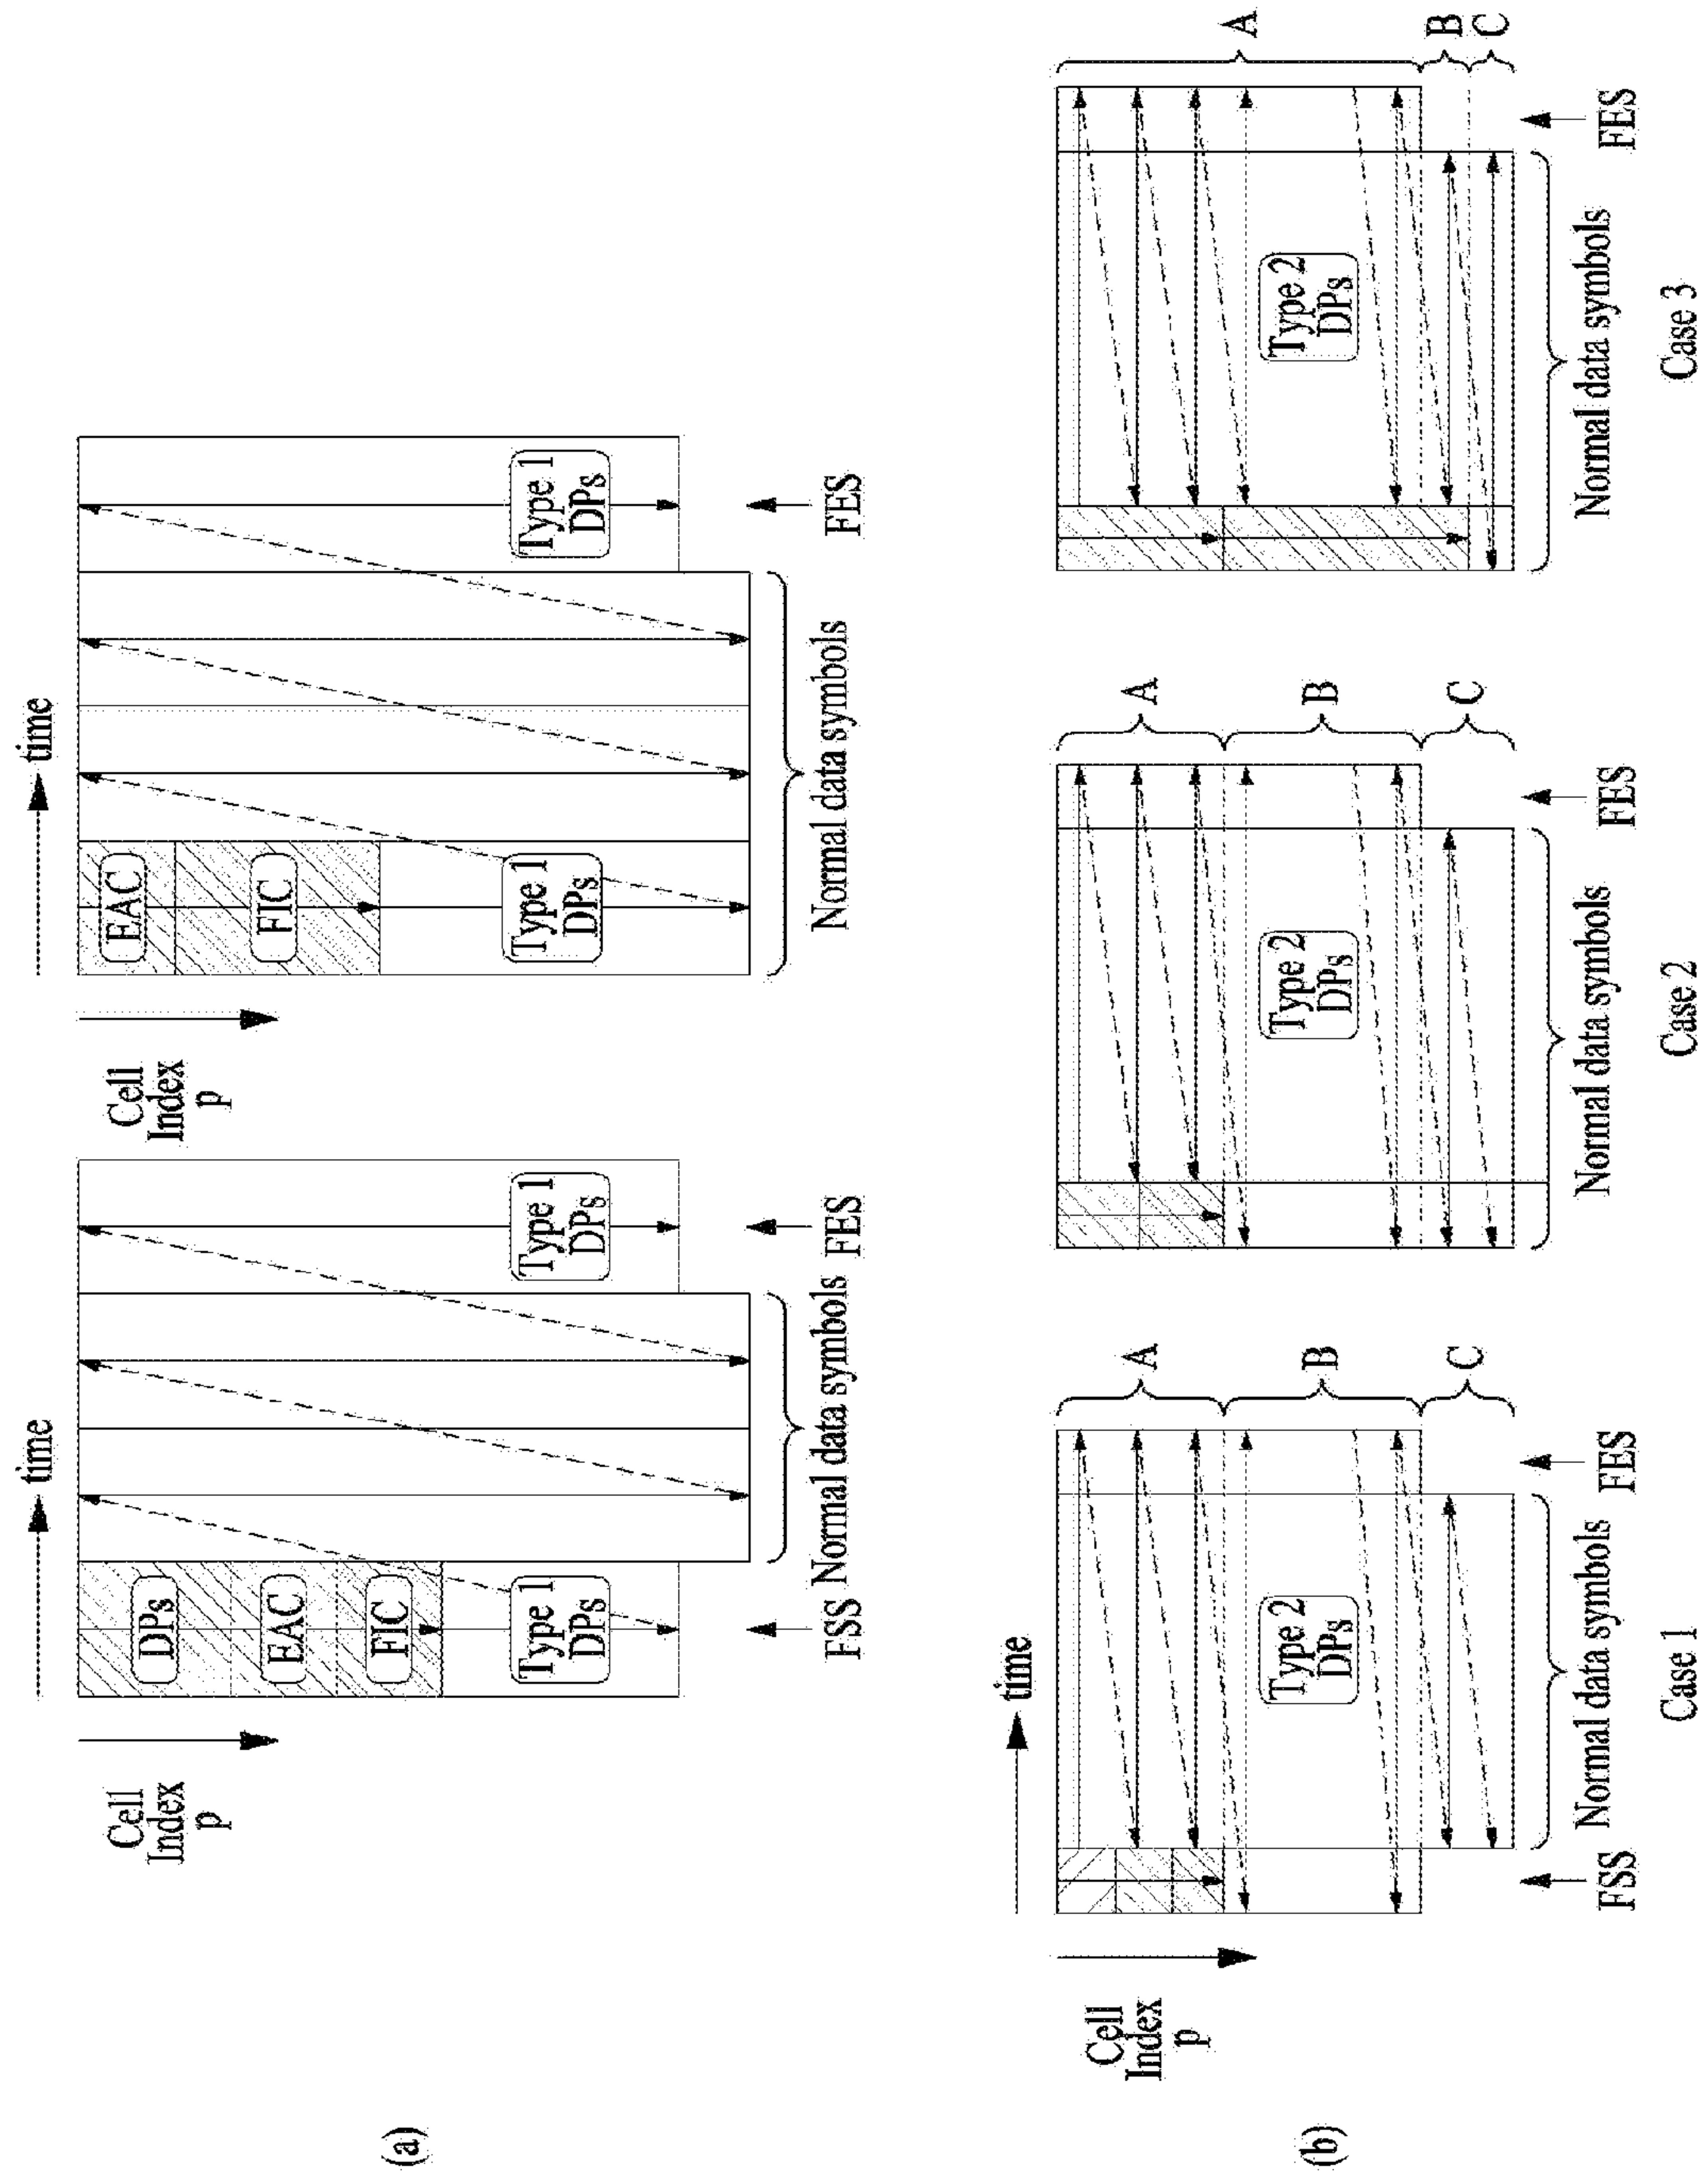 (a)
time
Cell
Index
p
DPs
EAC
FIC
Type 1
DPs
Type 1
DPs
FSS
Normal data symbols
FES
time
Cell
Index
p
EAC
FIC
Type 1
DPs
Type 1
DPs
Normal data symbols
FES
(b)
time
Cell
Index
p
Type 2
DPs
A
B
C
FSS
Normal data symbols
FES
Case 1
Type 2
DPs
A
B
C
Normal data symbols
FES
Case 2
Type 2
DPs
A
B
C
Normal data symbols
FES
Case 3